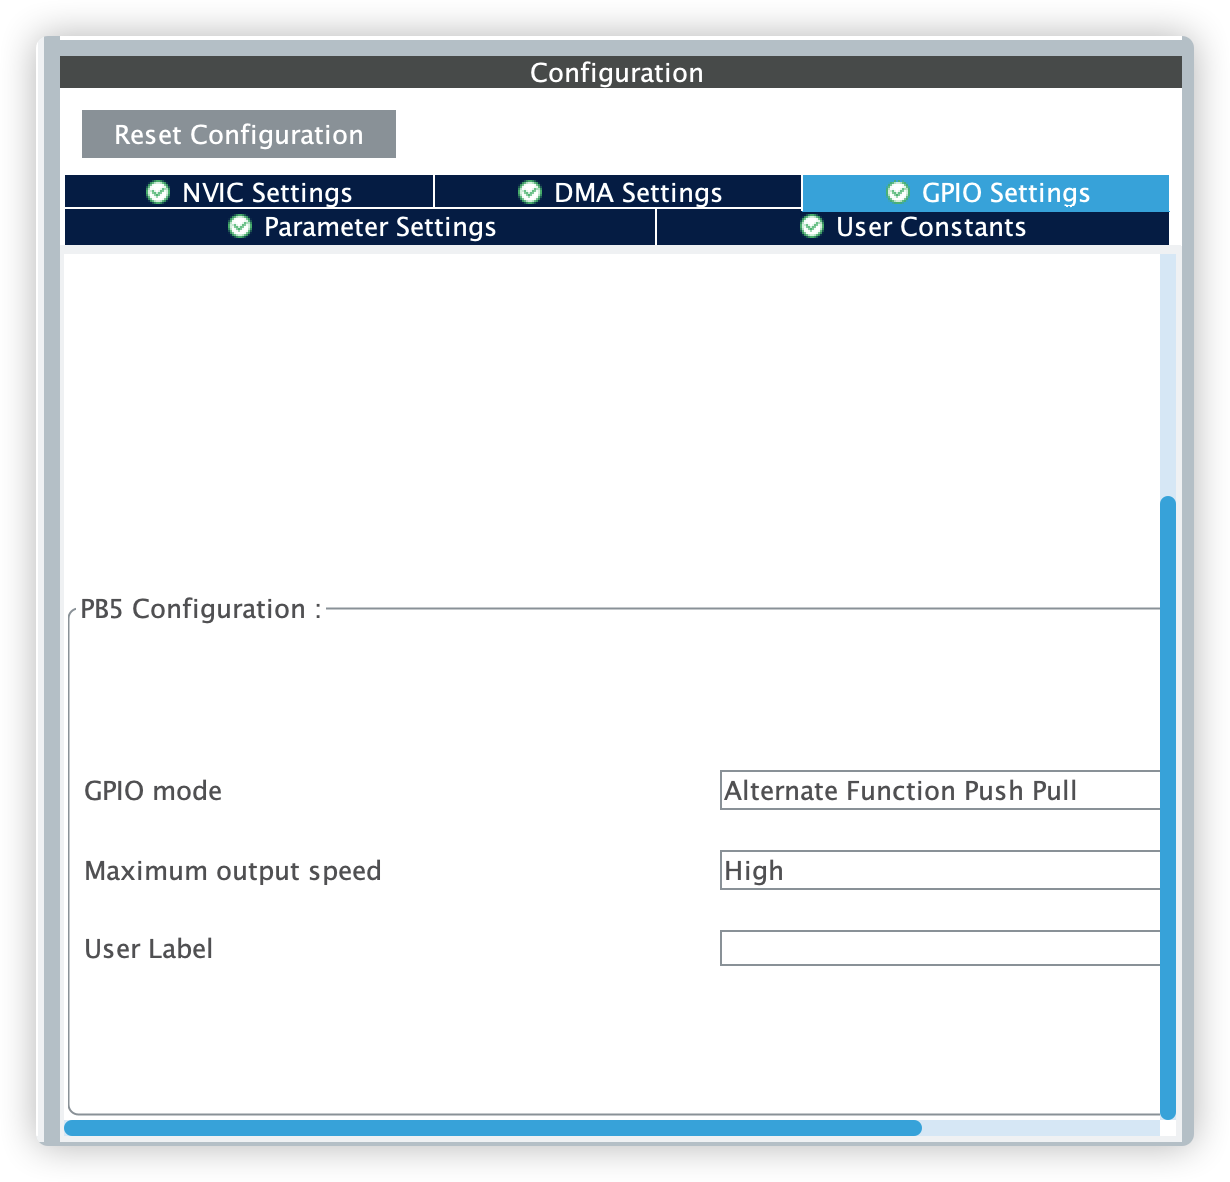 Configuration
Reset Configuration
NVIC Settings
DMA Settings
GPIO Settings
Parameter Settings
User Constants
PB5 Configuration :
GPIO mode
Alternate Function Push Pull
Maximum output speed
High
User Label